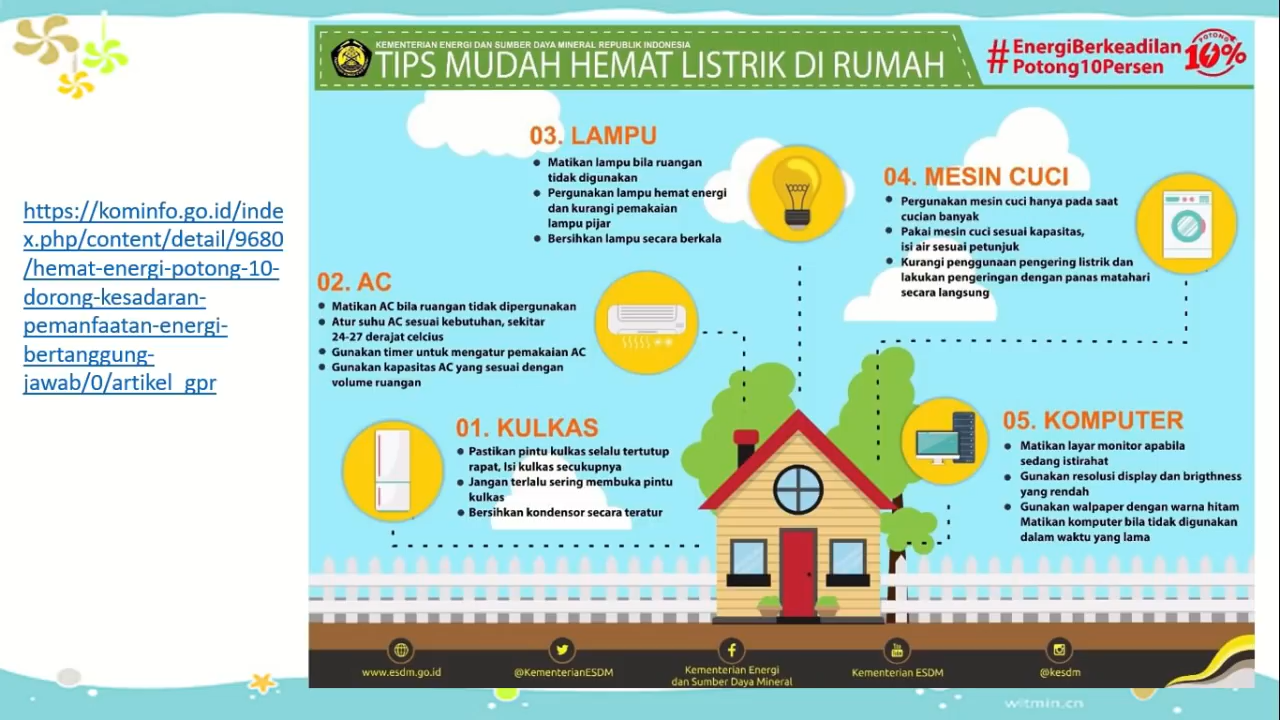 https://kominfo.go.id/inde
x.php/content/detail/9680
/hemat-energi-potong-10-
dorong-kesadaran-
pemanfaatan-energi-
bertanggung-
jawab/0/artikel_gpr
KEMENTERIAN ENERGI DAN SUMBER DAYA MINERAL REPUBLIK INDONESIA
TIPS MUDAH HEMAT LISTRIK DI RUMAH
#EnergiBerkeadilan
Potong10Persen
POTONG
10%
01. KULKAS
Pastikan pintu kulkas selalu tertutup
rapat, Isi kulkas secukupnya
Jangan terlalu sering membuka pintu
kulkas
Bersihkan kondensor secara teratur
02. AC
Matikan AC bila ruangan tidak dipergunakan
Atur suhu AC sesuai kebutuhan, sekitar
24-27 derajat celcius
Gunakan timer untuk mengatur pemakaian AC
Gunakan kapasitas AC yang sesuai dengan
volume ruangan
03. LAMPU
Matikan lampu bila ruangan
tidak digunakan
Pergunakan lampu hemat energi
dan kurangi pemakaian
lampu pijar
Bersihkan lampu secara berkala
04. MESIN CUCI
Pergunakan mesin cuci hanya pada saat
cucian banyak
Pakai mesin cuci sesuai kapasitas,
isi air sesuai petunjuk
Kurangi penggunaan pengering listrik dan
lakukan pengeringan dengan panas matahari
secara langsung
05. KOMPUTER
Matikan layar monitor apabila
sedang istirahat
Gunakan resolusi display dan brigthness
yang rendah
Gunakan walpaper dengan warna hitam
Matikan komputer bila tidak digunakan
dalam waktu yang lama
www.esdm.go.id
@KementerianESDM
Kementerian Energi
dan Sumber Daya Mineral
Kementerian ESDM
@kesdm
witmin.cn